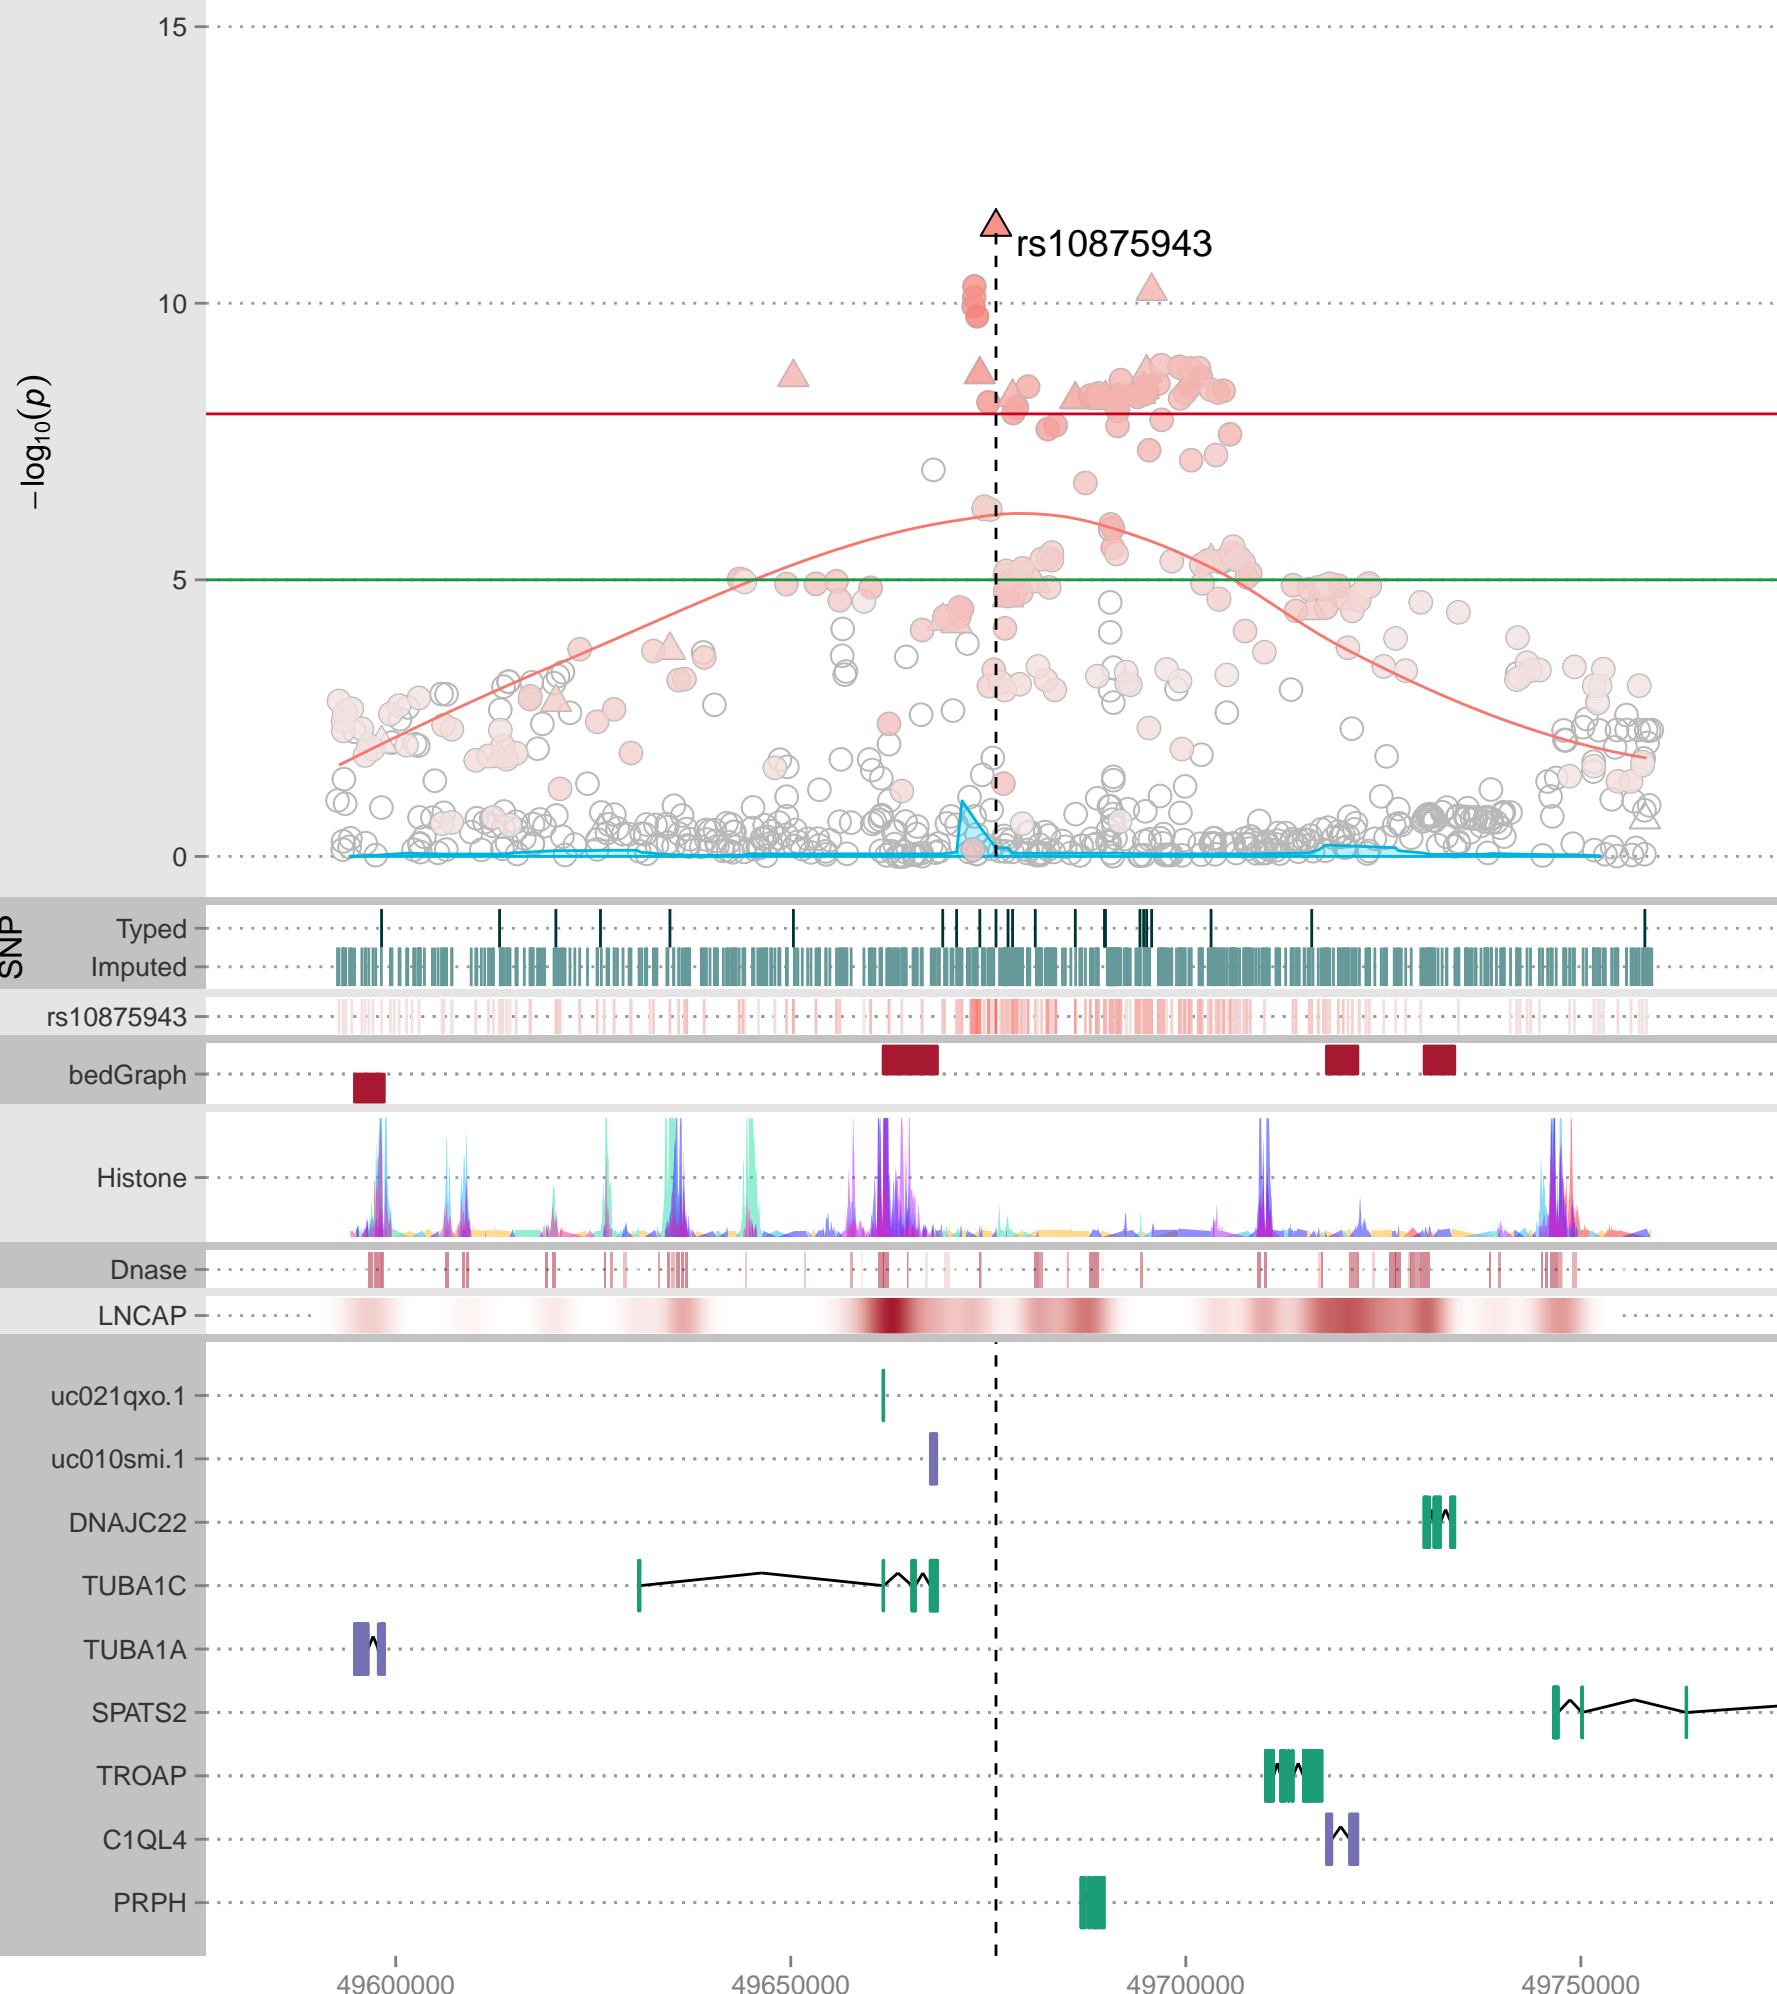 15
rs10875943
10
−log10(p)
5
0
SNP
Typed
Imputed
rs10875943
bedGraph
Histone
Dnase
LNCAP
uc021qxo.1
uc010smi.1
DNAJC22
TUBA1C
TUBA1A
SPATS2
TROAP
C1QL4
PRPH
49600000 49650000 49700000 49750000